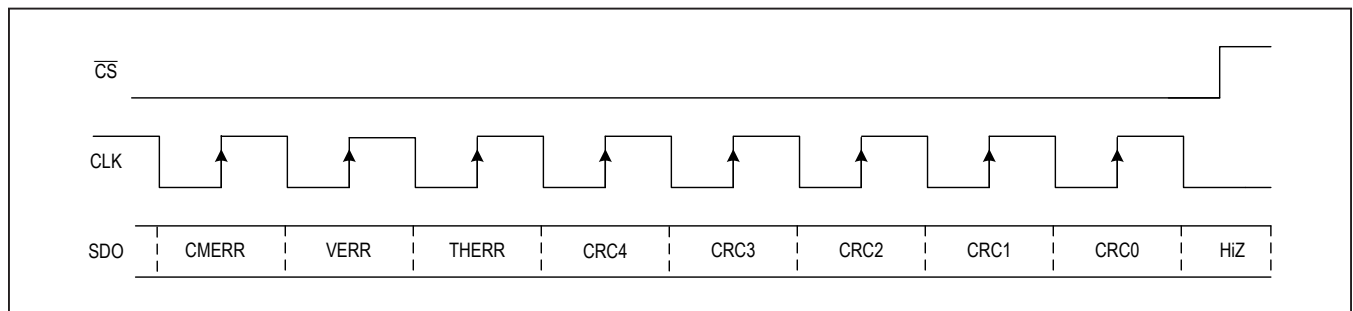 CS
CLK
SDO CMERR VERR THERR CRC4 CRC3 CRC2 CRC1 CRC0 HiZ